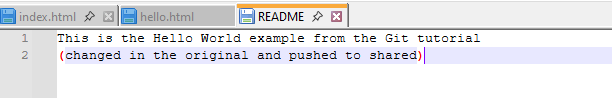 index.html hello.html README
1 This is the Hello World example from the Git tutorial
2 (changed in the original and pushed to shared)